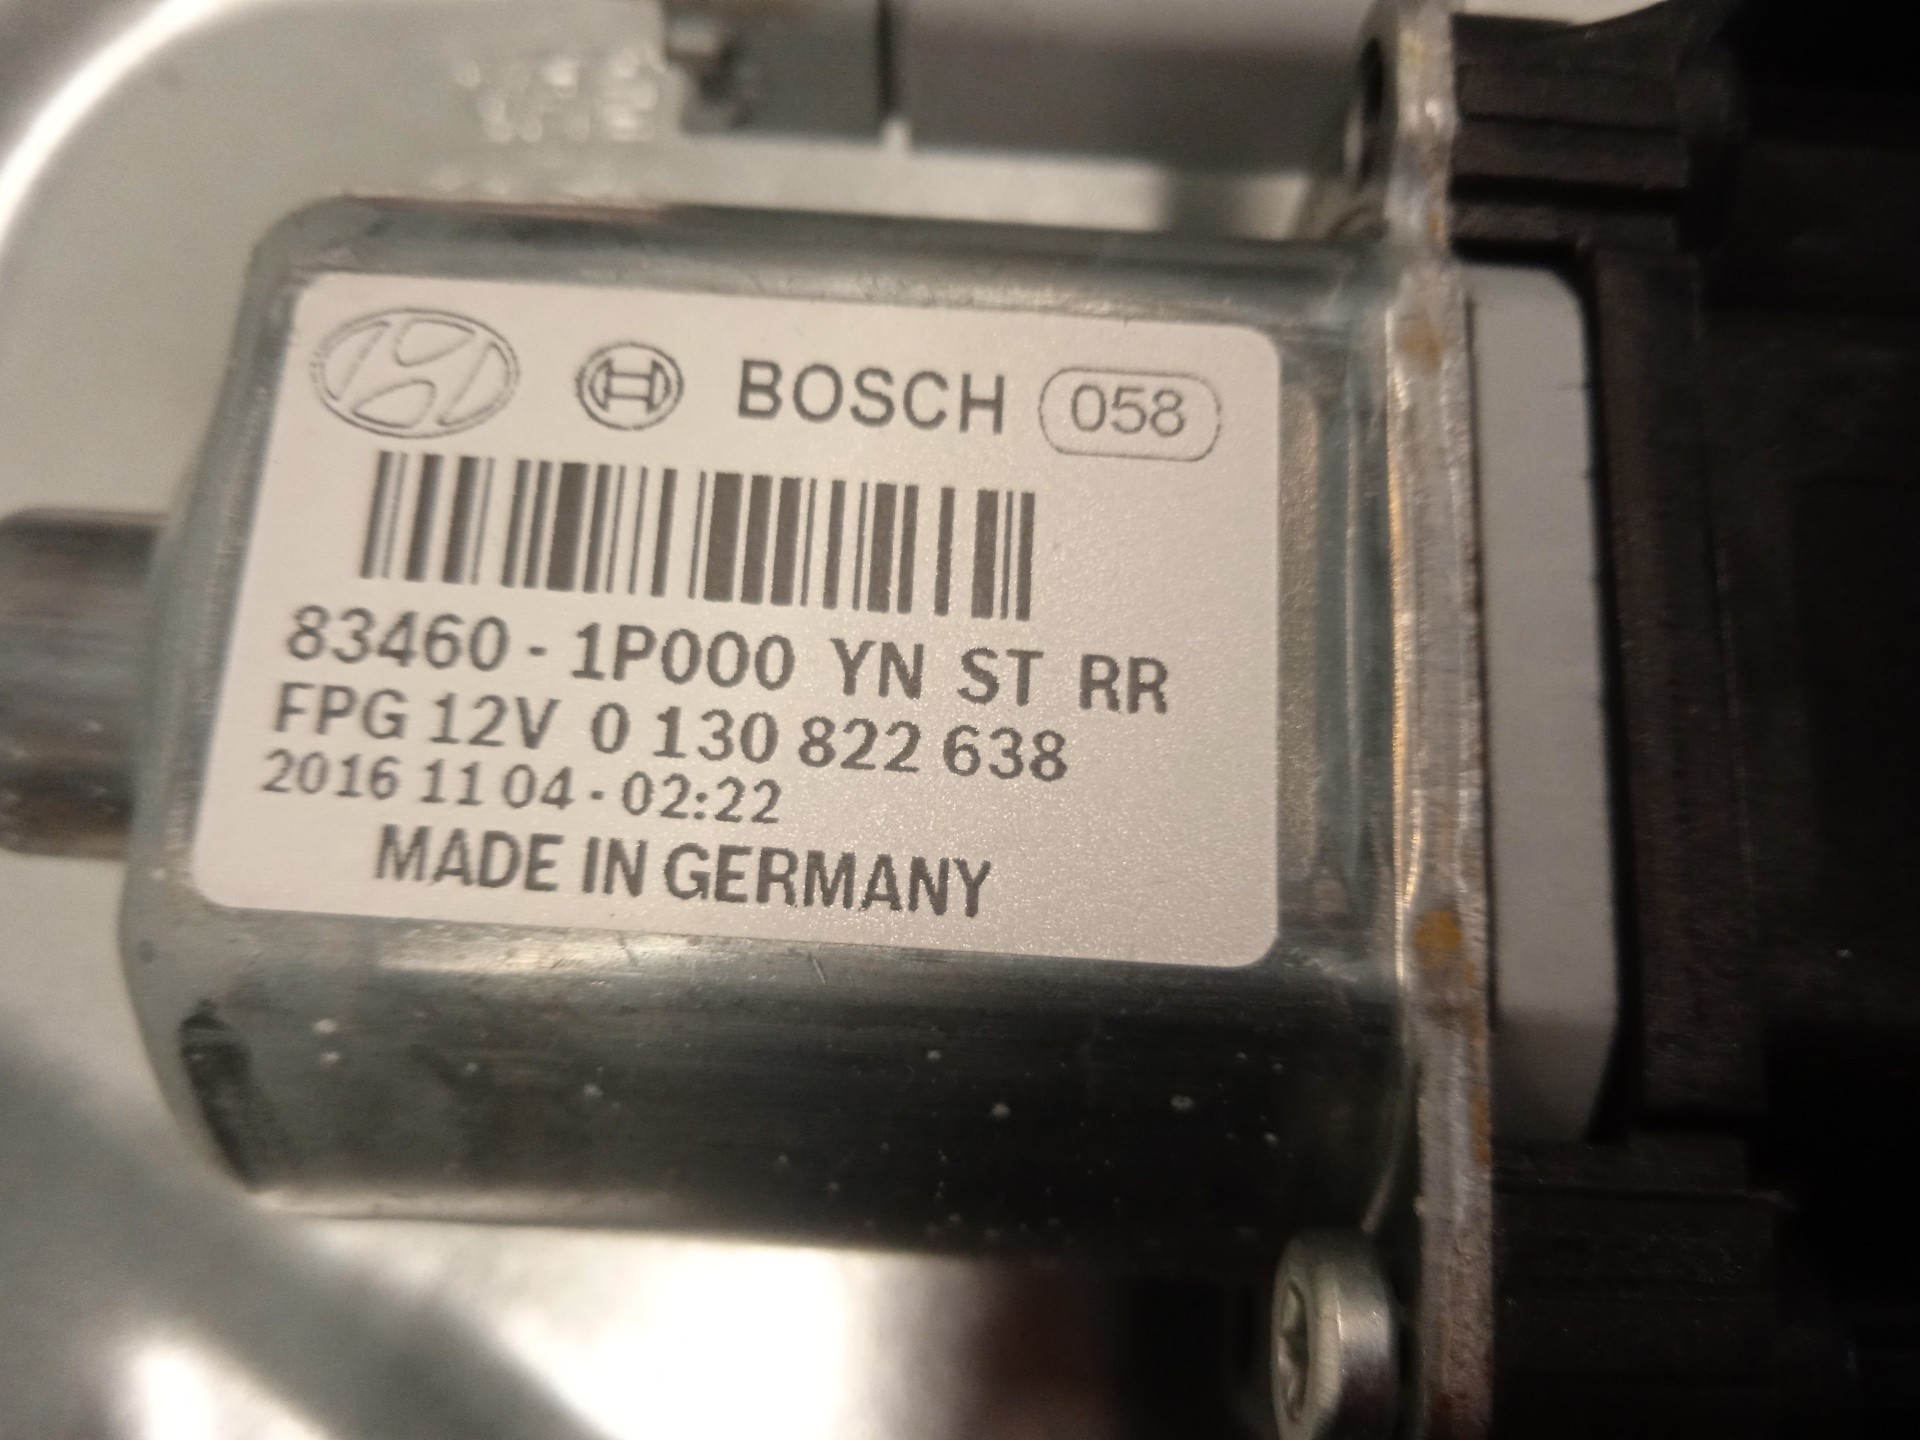 BOSCH 058
83460-1P000 YN ST RR
FPG 12V 0 130 822 638
2016 11 04 - 02:22
MADE IN GERMANY